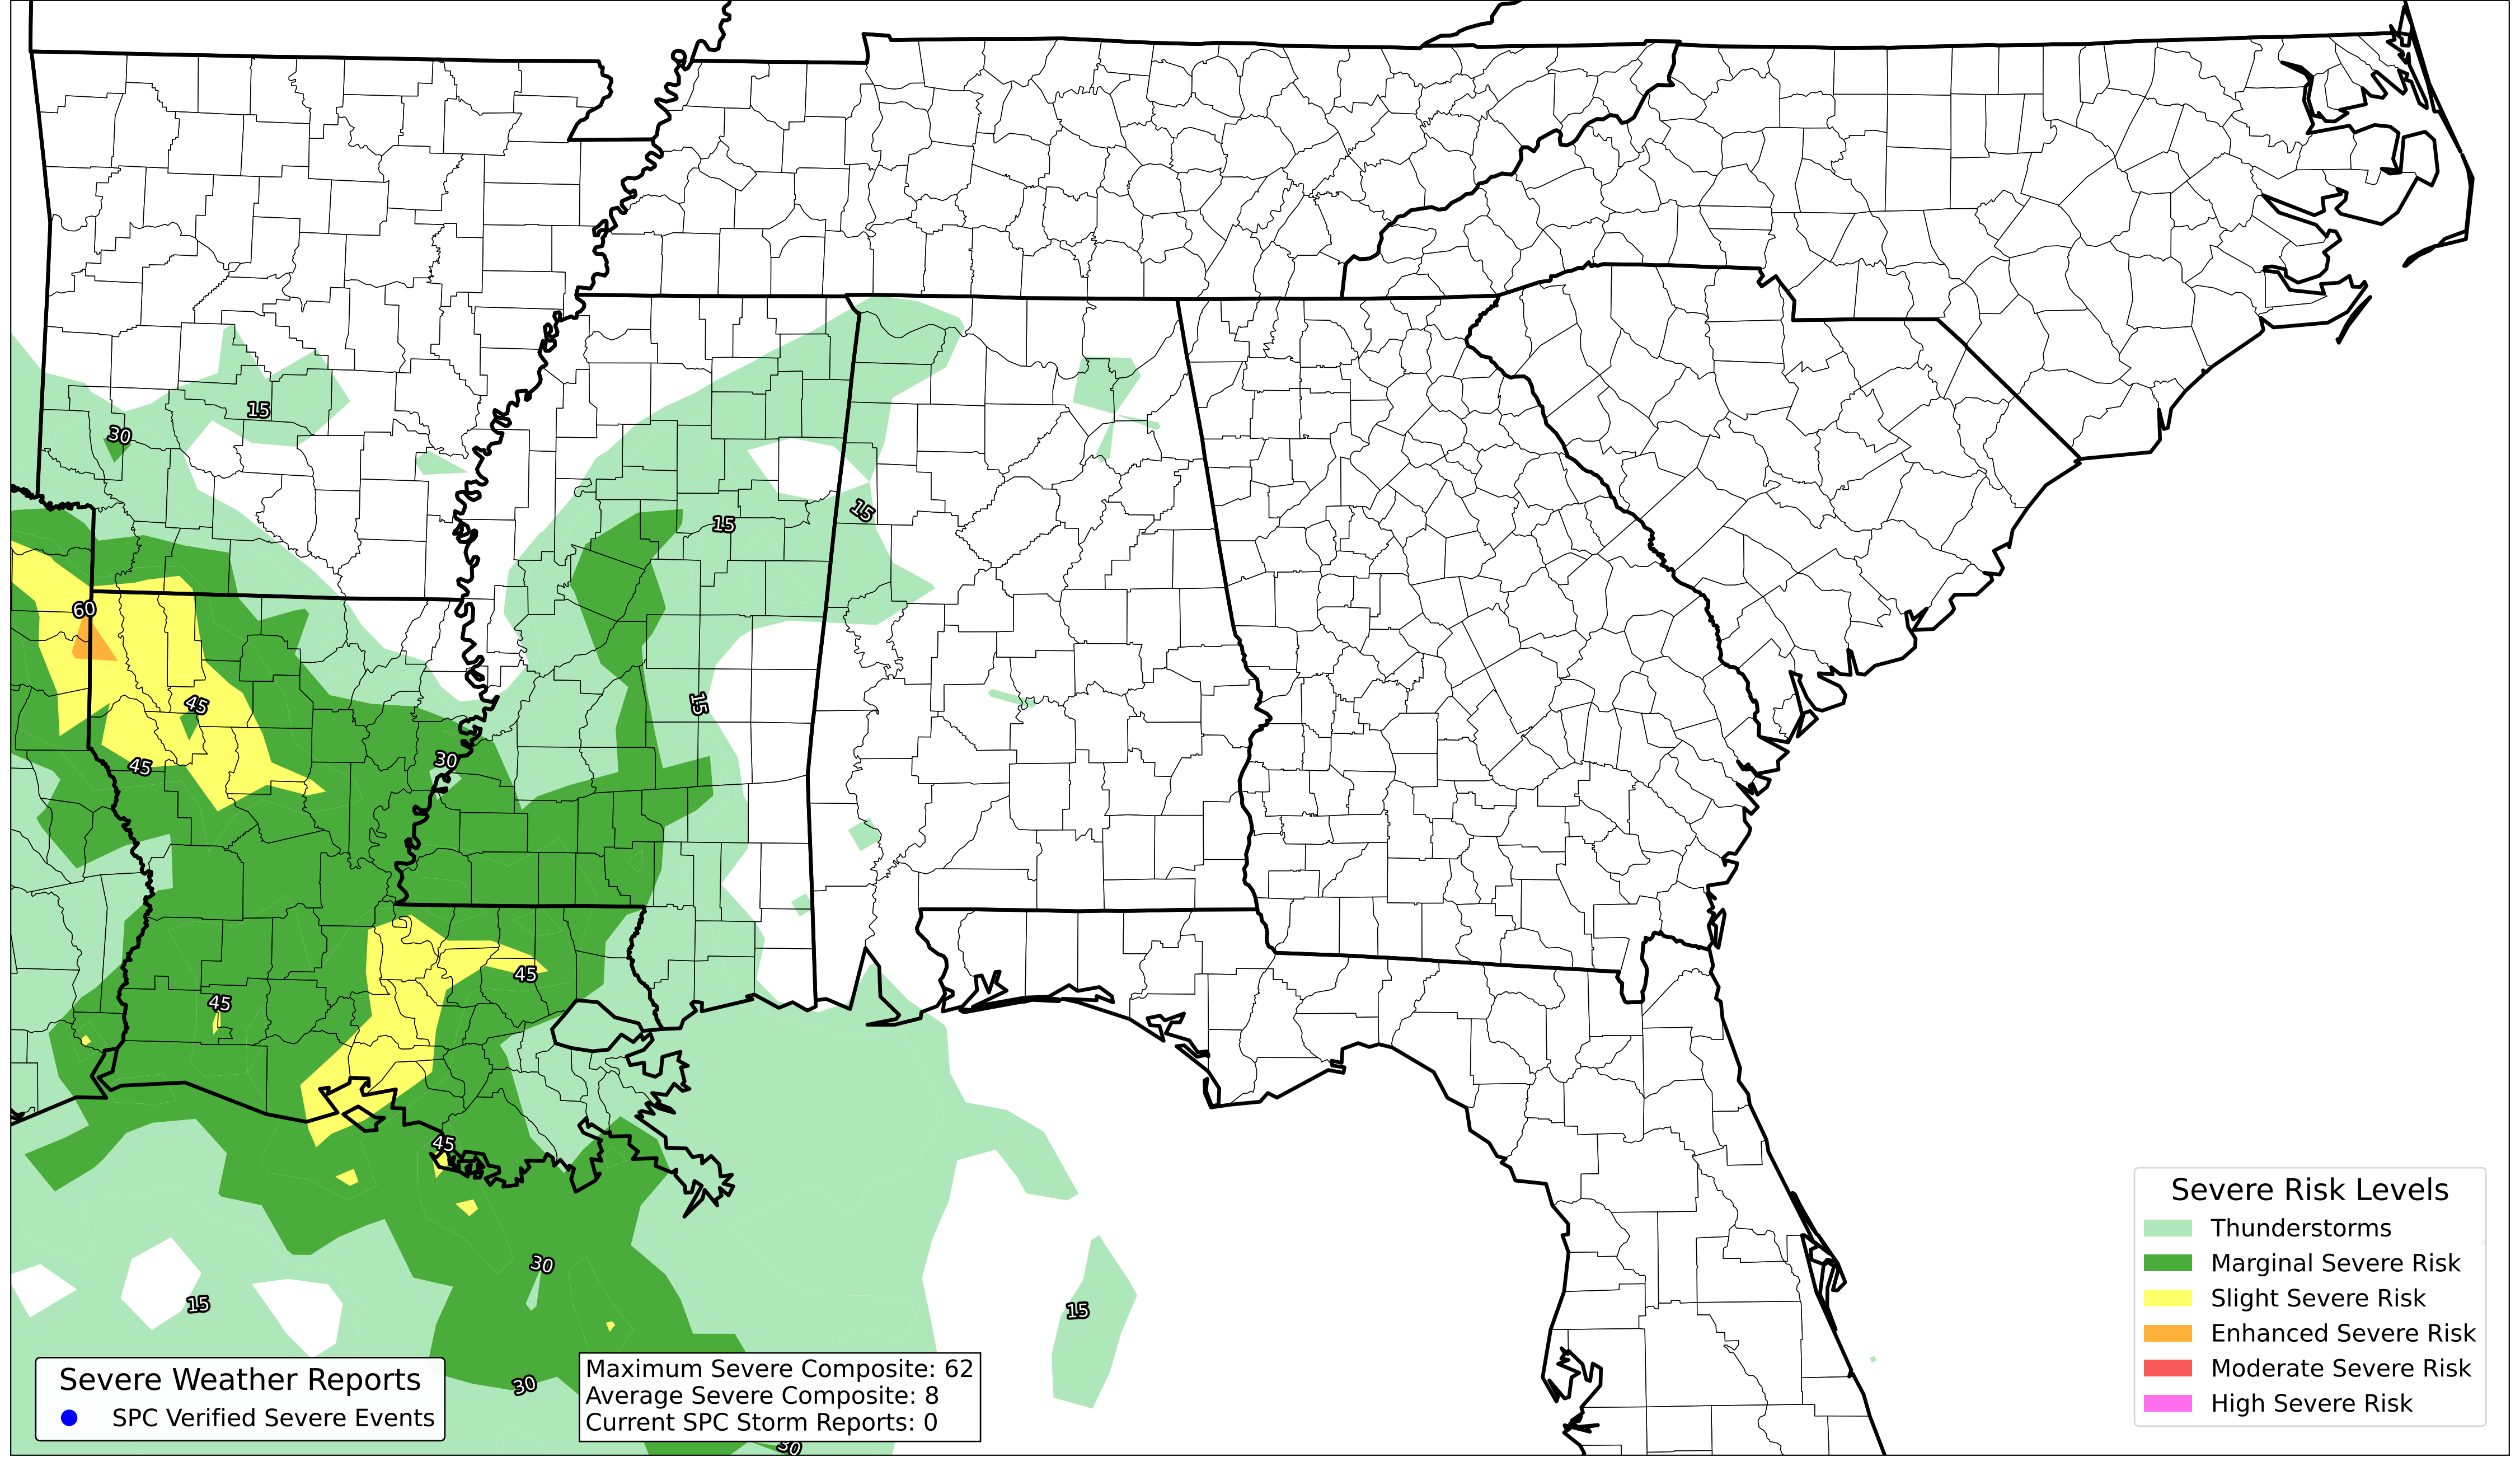 15
30
15
15
60
45
15
45
30
45
45
45
30
15
15
30
30
Severe Risk Levels
Thunderstorms
Marginal Severe Risk
Slight Severe Risk
Enhanced Severe Risk
Moderate Severe Risk
High Severe Risk
Severe Weather Reports
SPC Verified Severe Events
Maximum Severe Composite: 62
Average Severe Composite: 8
Current SPC Storm Reports: 0